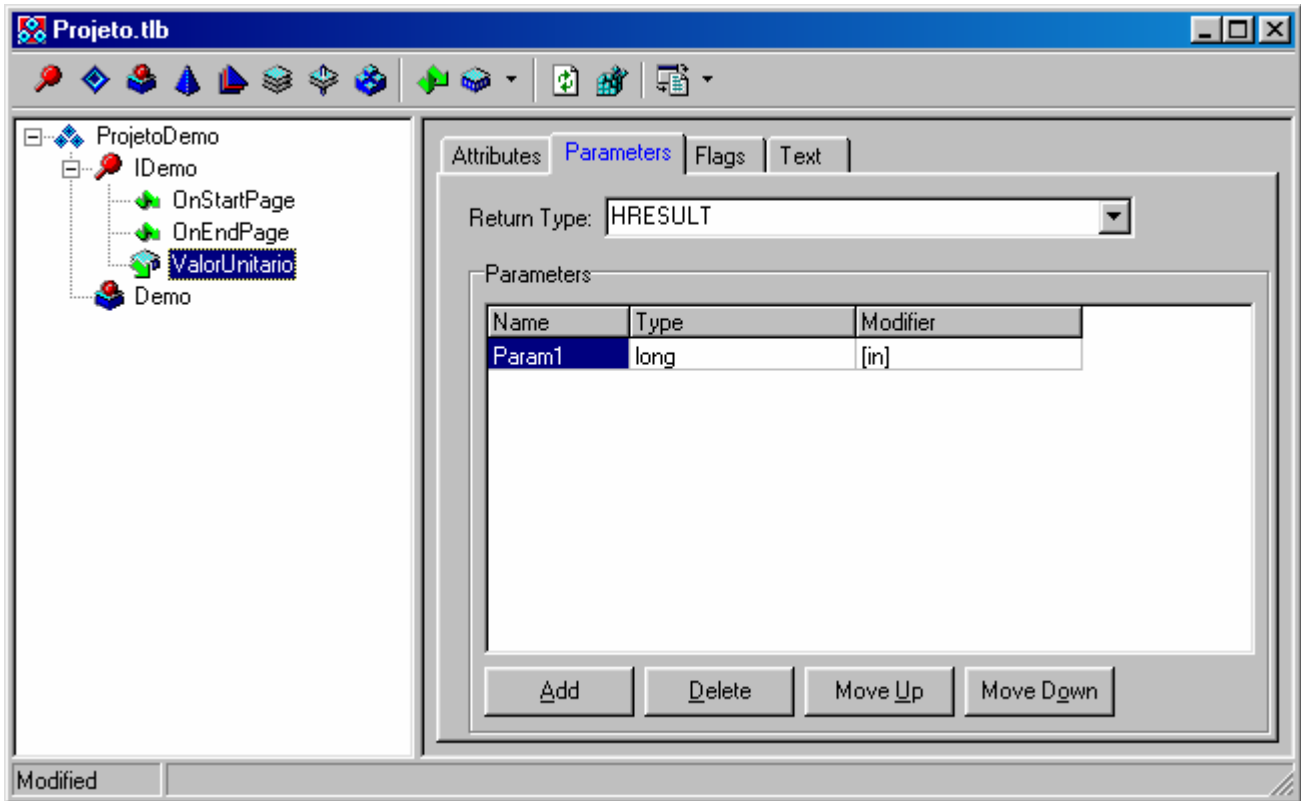 Projeto.tlb
ProjetoDemo
IDemo
OnStartPage
OnEndPage
ValorUnitario
Demo
Attributes Parameters Flags Text
Return Type: HRESULT
Parameters
Name Type Modifier
Param1 long [in]
Add Delete Move Up Move Down
Modified